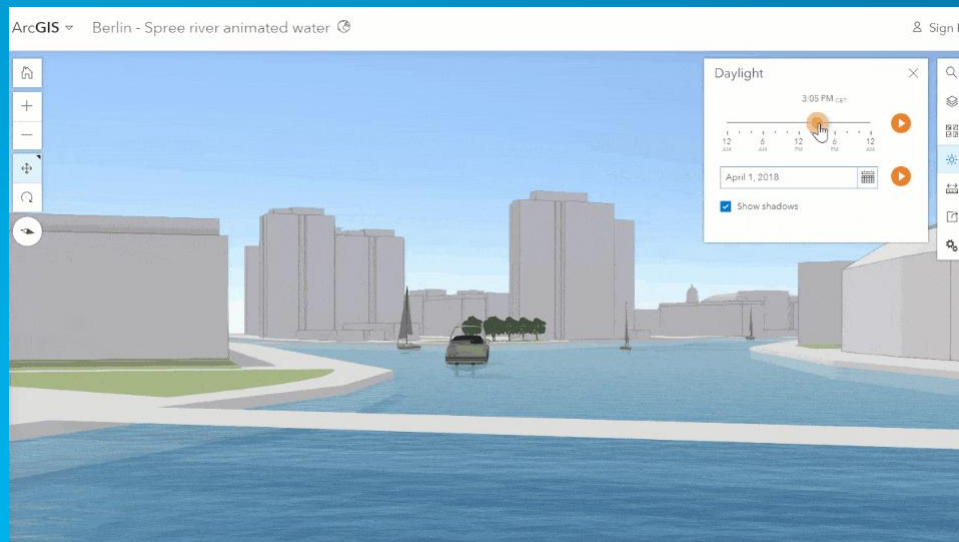 ArcGIS Berlin - Spree river animated water
Sign I
Daylight
3:05 PM CET
12 6 12 6 12
AM AM PM PM AM
April 1, 2018
Show shadows